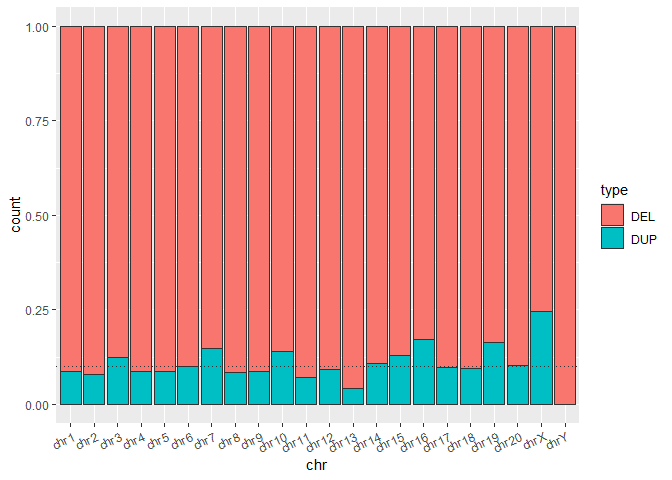 1.00
0.75
0.50
0.25
0.00
count
chr1 chr2 chr3 chr4 chr5 chr6 chr7 chr8 chr9 chr10 chr11 chr12 chr13 chr14 chr15 chr16 chr17 chr18 chr19 chr20 chrX chrY
chr
type
DEL
DUP